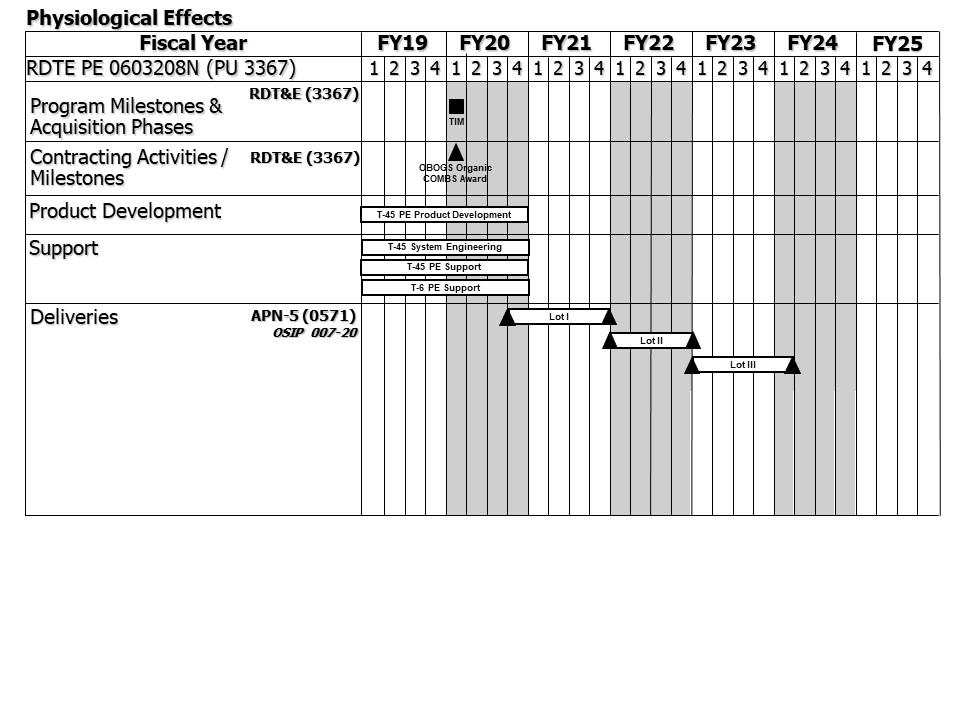 Physiological Effects
Fiscal Year FY19 FY20 FY21 FY22 FY23 FY24 FY25
RDTE PE 0603208N (PU 3367) 1 2 3 4 1 2 3 4 1 2 3 4 1 2 3 4 1 2 3 4 1 2 3 4 1 2 3 4
RDT&E (3367)
Program Milestones &
Acquisition Phases
TIM
Contracting Activities / RDT&E (3367)
Milestones
OBOGS Organic
COMBS Award
Product Development
T-45 PE Product Development
Support
T-45 System Engineering
T-45 PE Support
T-6 PE Support
Deliveries APN-5 (0571)
OSIP 007-20
Lot I
Lot II
Lot III